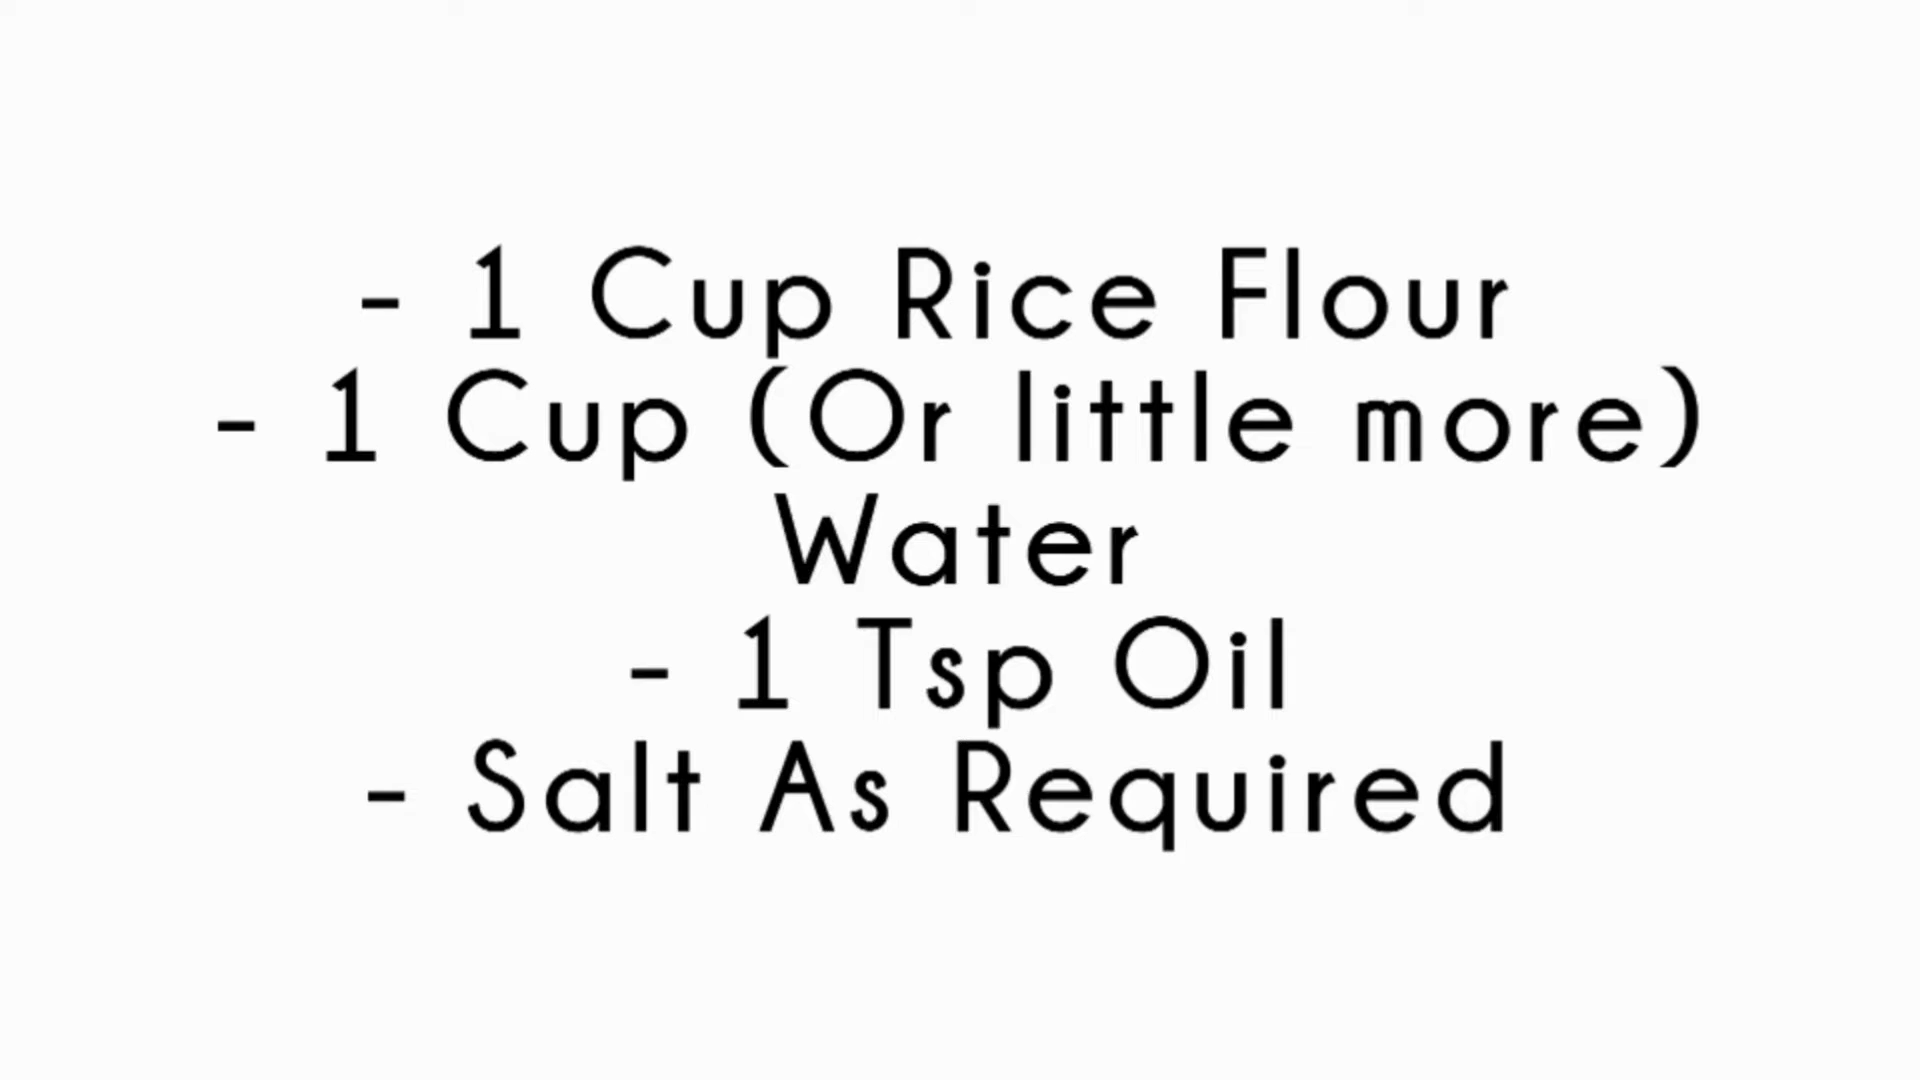 - 1 Cup Rice Flour
- 1 Cup (Or little more)
Water
- 1 Tsp Oil
- Salt As Required